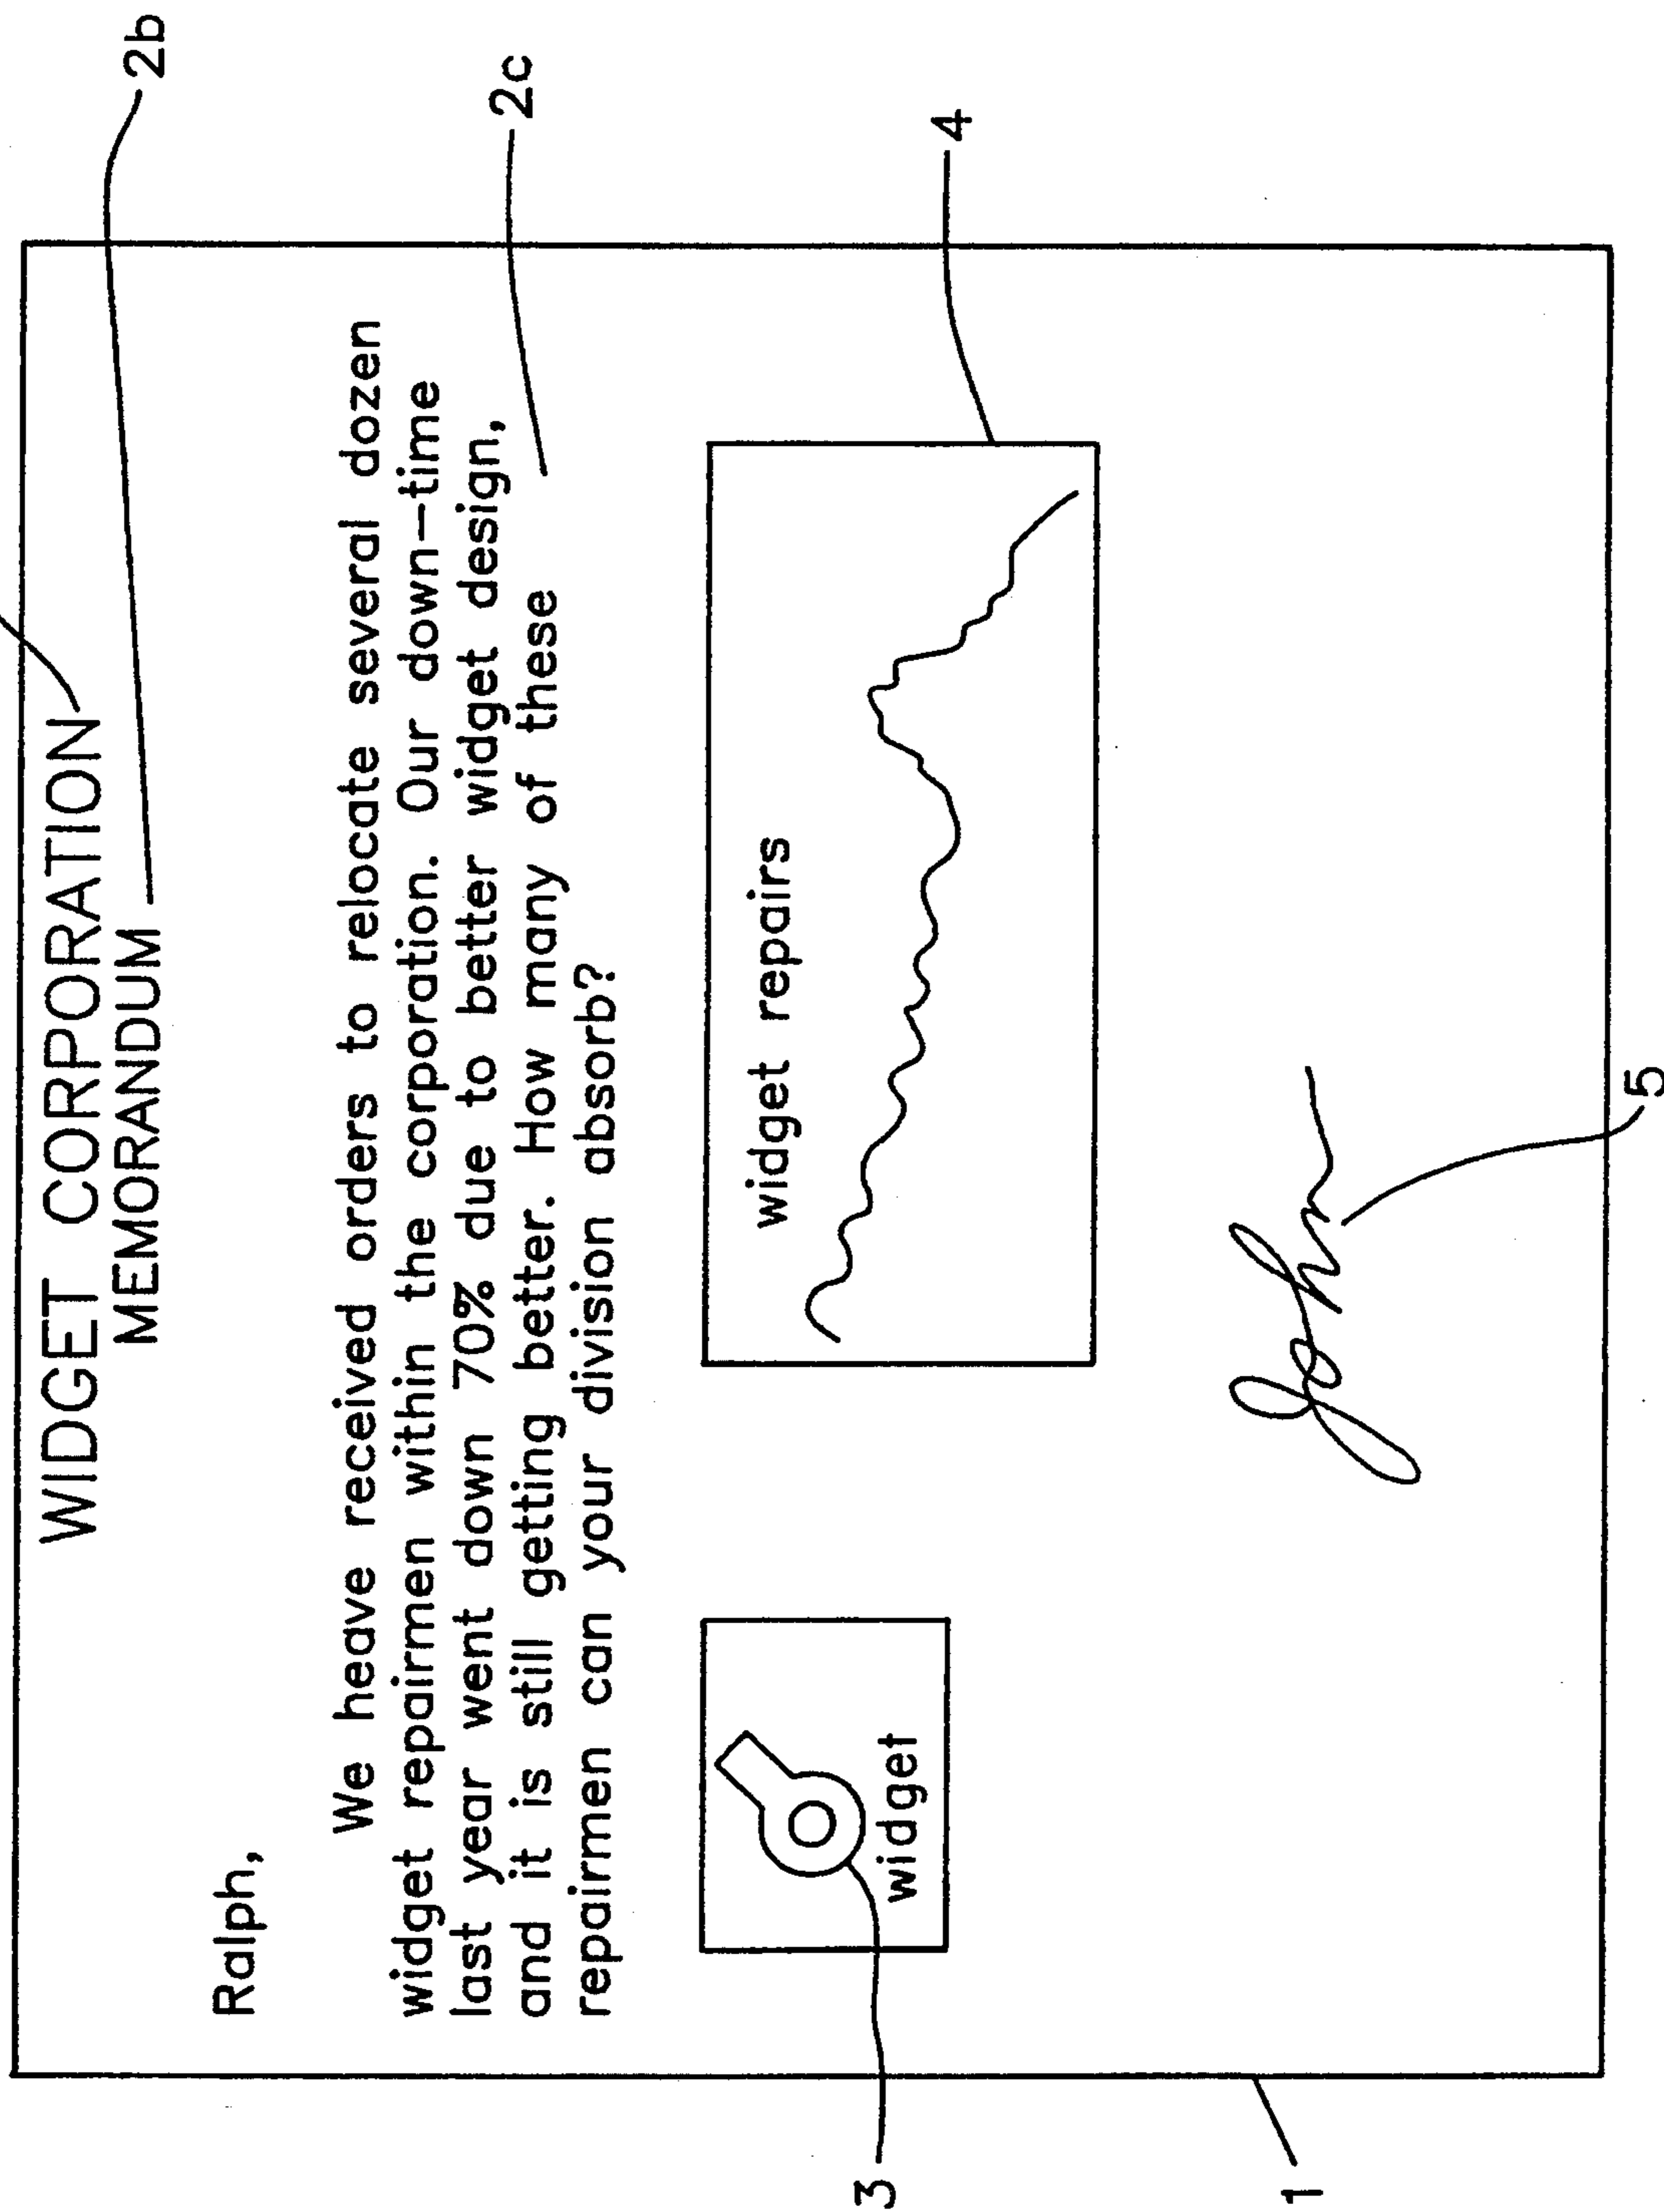 WIDGET CORPORATION
MEMORANDUM
2b
Ralph,
We heave received orders to relocate several dozen
widget repairmen within the corporation. Our down-time
last year went down 70% due to better widget design,
and it is still getting better. How many of these
repairmen can your division absorb?
2c
3
widget
widget repairs
4
1
John
5